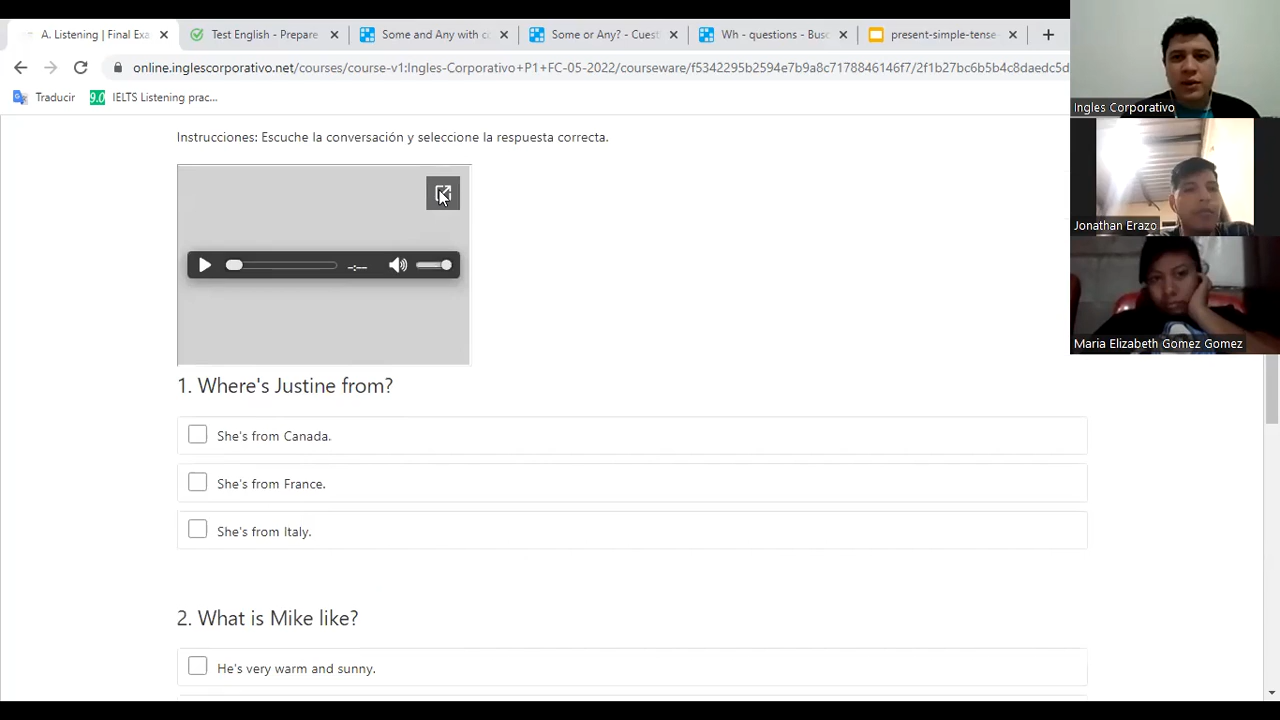 A. Listening | Final Exa
Test English - Prepare
Some and Any with c
Some or Any? - Cuest
Wh - questions - Busc
present-simple-tense
online.inglescorporativo.net/courses/course-v1:Ingles-Corpora +P1+FC-05-2022/courseware/f5342295b2594e7b9a8c7178846146f7/2f1b27bc6b5b4c8daedc5d
Traducir
9.0 IELTS Listening prac...
Ingles Corporativo
Instrucciones: Escuche la conversación y seleccione la respuesta correcta.
Jonathan Erazo
-:--
Maria Elizabeth Gomez Gomez
1. Where's Justine from?
She's from Canada.
She's from France.
She's from Italy.
2. What is Mike like?
He's very warm and sunny.